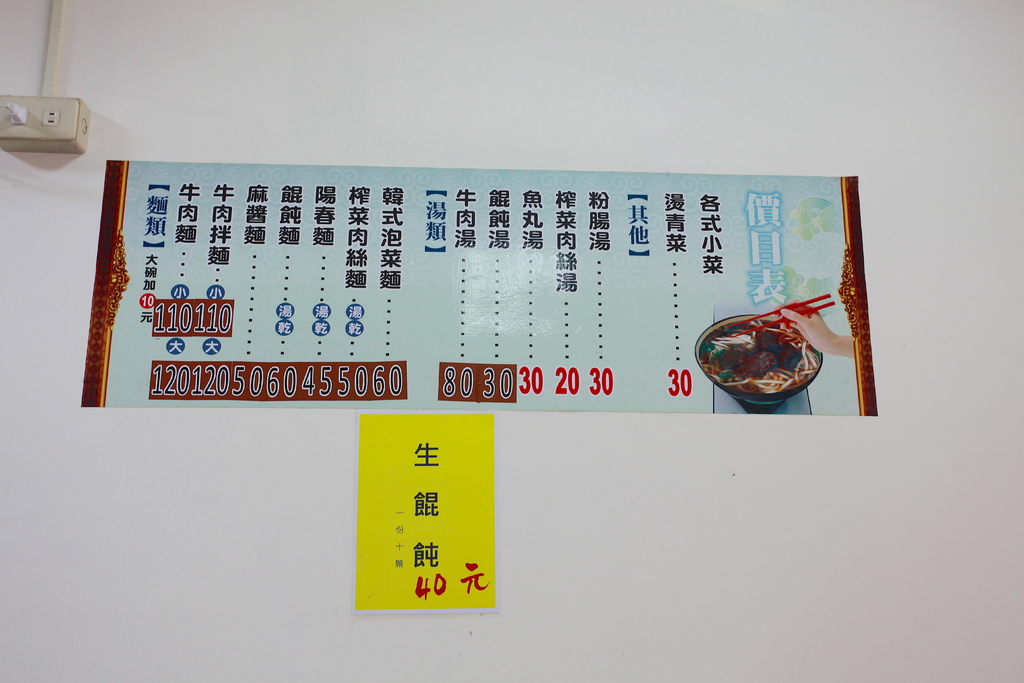 價目表
【麵類】
大碗加10元
牛肉麵 小 110 大 120
牛肉拌麵 小 110 大 120
麻醬麵 50
餛飩麵 湯 乾 60
陽春麵 湯 乾 45
榨菜肉絲麵 湯 乾 50
韓式泡菜麵 60
【湯類】
牛肉湯 80
餛飩湯 30
魚丸湯 30
榨菜肉絲湯 20
粉腸湯 30
【其他】
燙青菜 30
各式小菜
生餛飩
一份十顆
40元